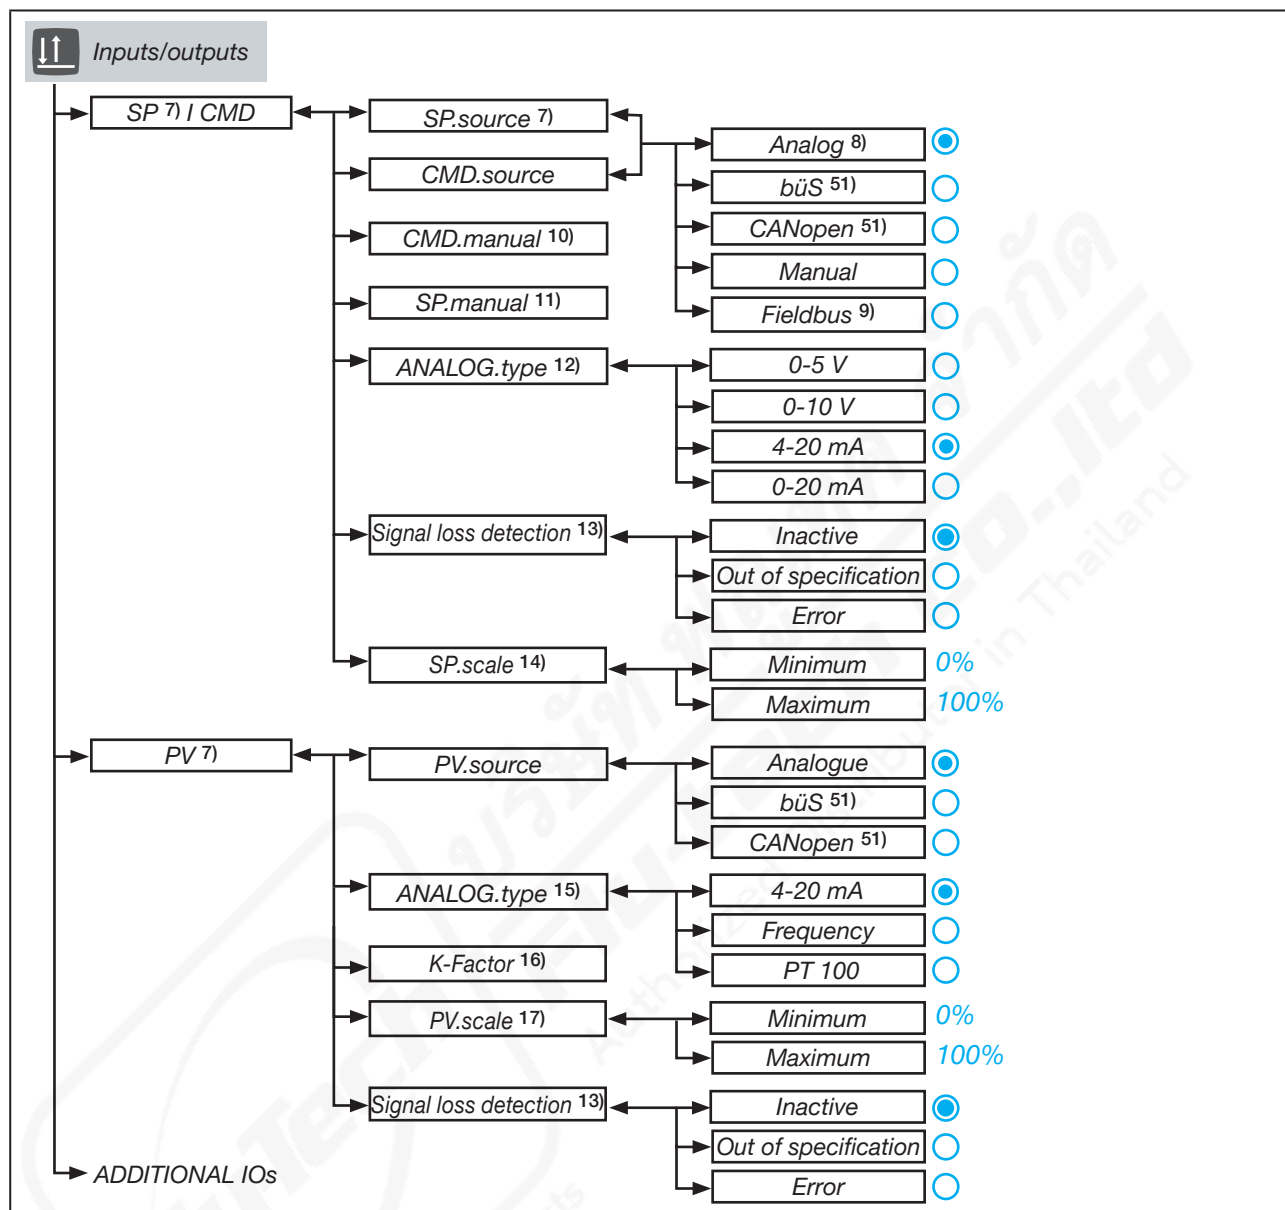 Inputs/outputs
SP 7) / CMD
SP.source 7)
Analog 8)
büS 51)
CMD.source
CANopen 51)
CMD.manual 10)
Manual
SP.manual 11)
Fieldbus 9)
ANALOG.type 12)
0-5 V
0-10 V
4-20 mA
0-20 mA
Signal loss detection 13)
Inactive
Out of specification
Error
SP.scale 14)
Minimum 0%
Maximum 100%
PV 7)
PV.source
Analogue
büS 51)
CANopen 51)
ANALOG.type 15)
4-20 mA
Frequency
K-Factor 16)
PT 100
PV.scale 17)
Minimum 0%
Maximum 100%
Signal loss detection 13)
Inactive
Out of specification
ADDITIONAL IOs
Error